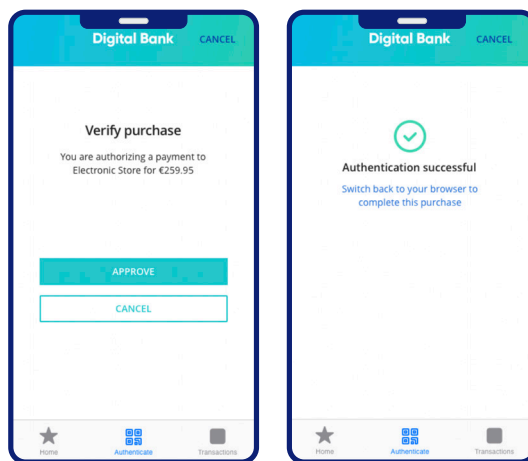 Digital Bank CANCEL
Verify purchase
You are authorizing a payment to
Electronic Store for €259.95
APPROVE
CANCEL
Home Authenticate Transactions
Digital Bank CANCEL
Authentication successful
Switch back to your browser to
complete this purchase
Home Authenticate Transactions